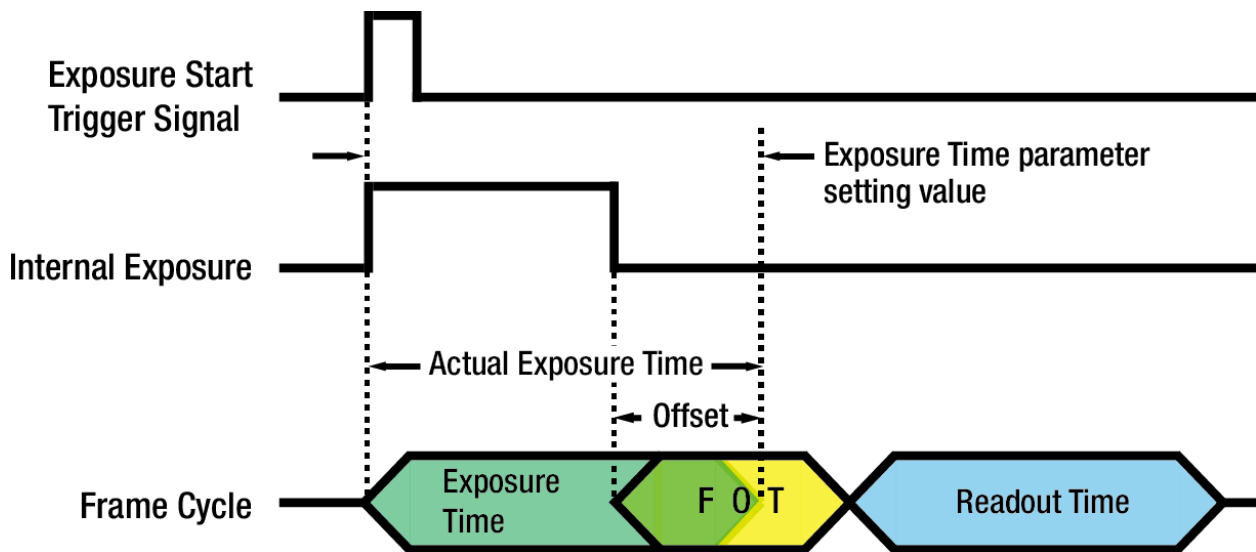 Exposure Start
Trigger Signal
Exposure Time parameter
setting value
Internal Exposure
Actual Exposure Time
Offset
Frame Cycle
Exposure
Time
F O T
Readout Time